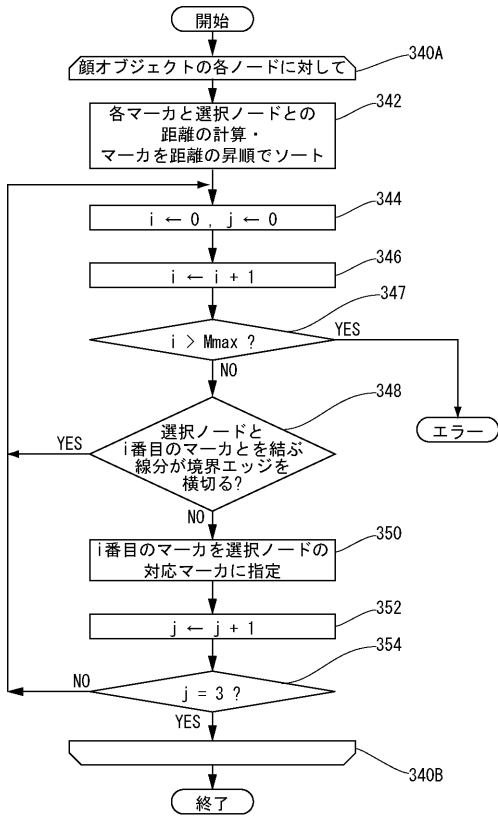 開始
顔オブジェクトの各ノードに対して
340A
各マーカと選択ノードとの
距離の計算・
マーカを距離の昇順でソート
342
i ← 0 , j ← 0
344
i ← i + 1
346
i > Mmax ?
347
YES
NO
エラー
選択ノードと
i番目のマーカとを結ぶ
線分が境界エッジを
横切る?
348
YES
NO
i番目のマーカを選択ノードの
対応マーカに指定
350
j ← j + 1
352
j = 3 ?
354
NO
YES
340B
終了